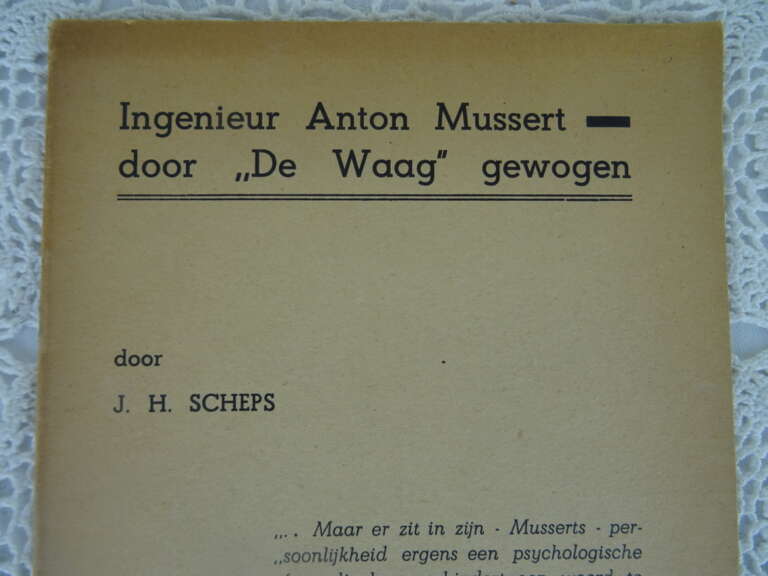 Ingenieur Anton Mussert —
door „De Waag" gewogen
door
J. H. SCHEPS
„.. Maar er zit in zijn - Musserts - per-
„soonlijkheid ergens een psychologische